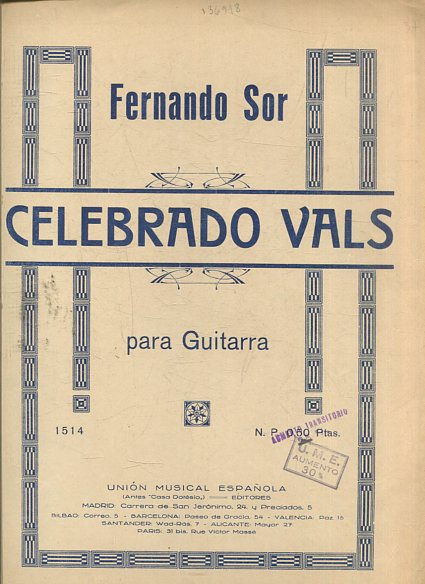 Fernando Sor
CELEBRADO VALS
para Guitarra
1514
N. P. 0,50 Ptas.
AUMENTO TRANSITORIO
U. M. E.
AUMENTO
30%
UNIÓN MUSICAL ESPAÑOLA
(Antes "Casa Dotésio,,) EDITORES
MADRID: Carrera de San Jerónimo, 24. y Preciados, 5
BILBAO: Correo, 5 - BARCELONA: Paseo de Gracia, 54 - VALENCIA: Paz, 15
SANTANDER: Wad-Ras, 7 - ALICANTE: Mayor, 27
PARIS: 31 bis, Rue Victor Massé